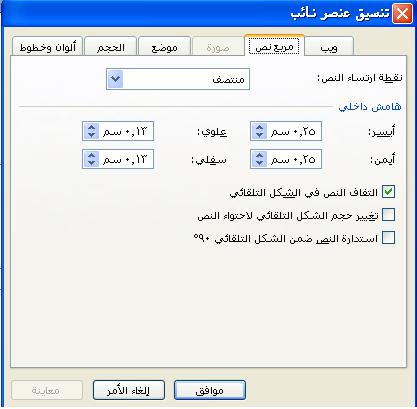 تنسيق عنصر نائب
ألوان وخطوط الحجم موضع صورة مربع نص ويب
نقطة ارتساء النص: منتصف
هامش داخلي
أيسر: ٠,٢٥ سم علوي: ٠,١٣ سم
أيمن: ٠,٢٥ سم سفلي: ٠,١٣ سم
التفاف النص في الشكل التلقائي
تغيير حجم الشكل التلقائي لاحتواء النص
استدارة النص ضمن الشكل التلقائي ٩٠°
موافق إلغاء الأمر معاينة